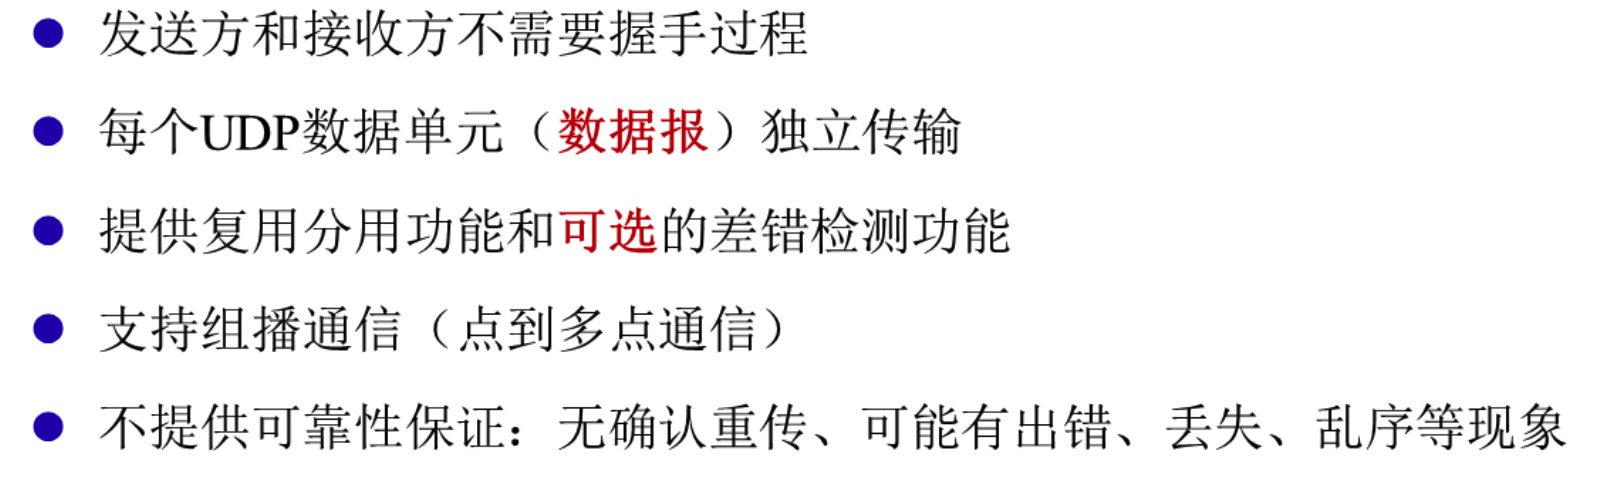 ● 发送方和接收方不需要握手过程
● 每个UDP数据单元（数据报）独立传输
● 提供复用分用功能和可选的差错检测功能
● 支持组播通信（点到多点通信）
● 不提供可靠性保证：无确认重传、可能有出错、丢失、乱序等现象